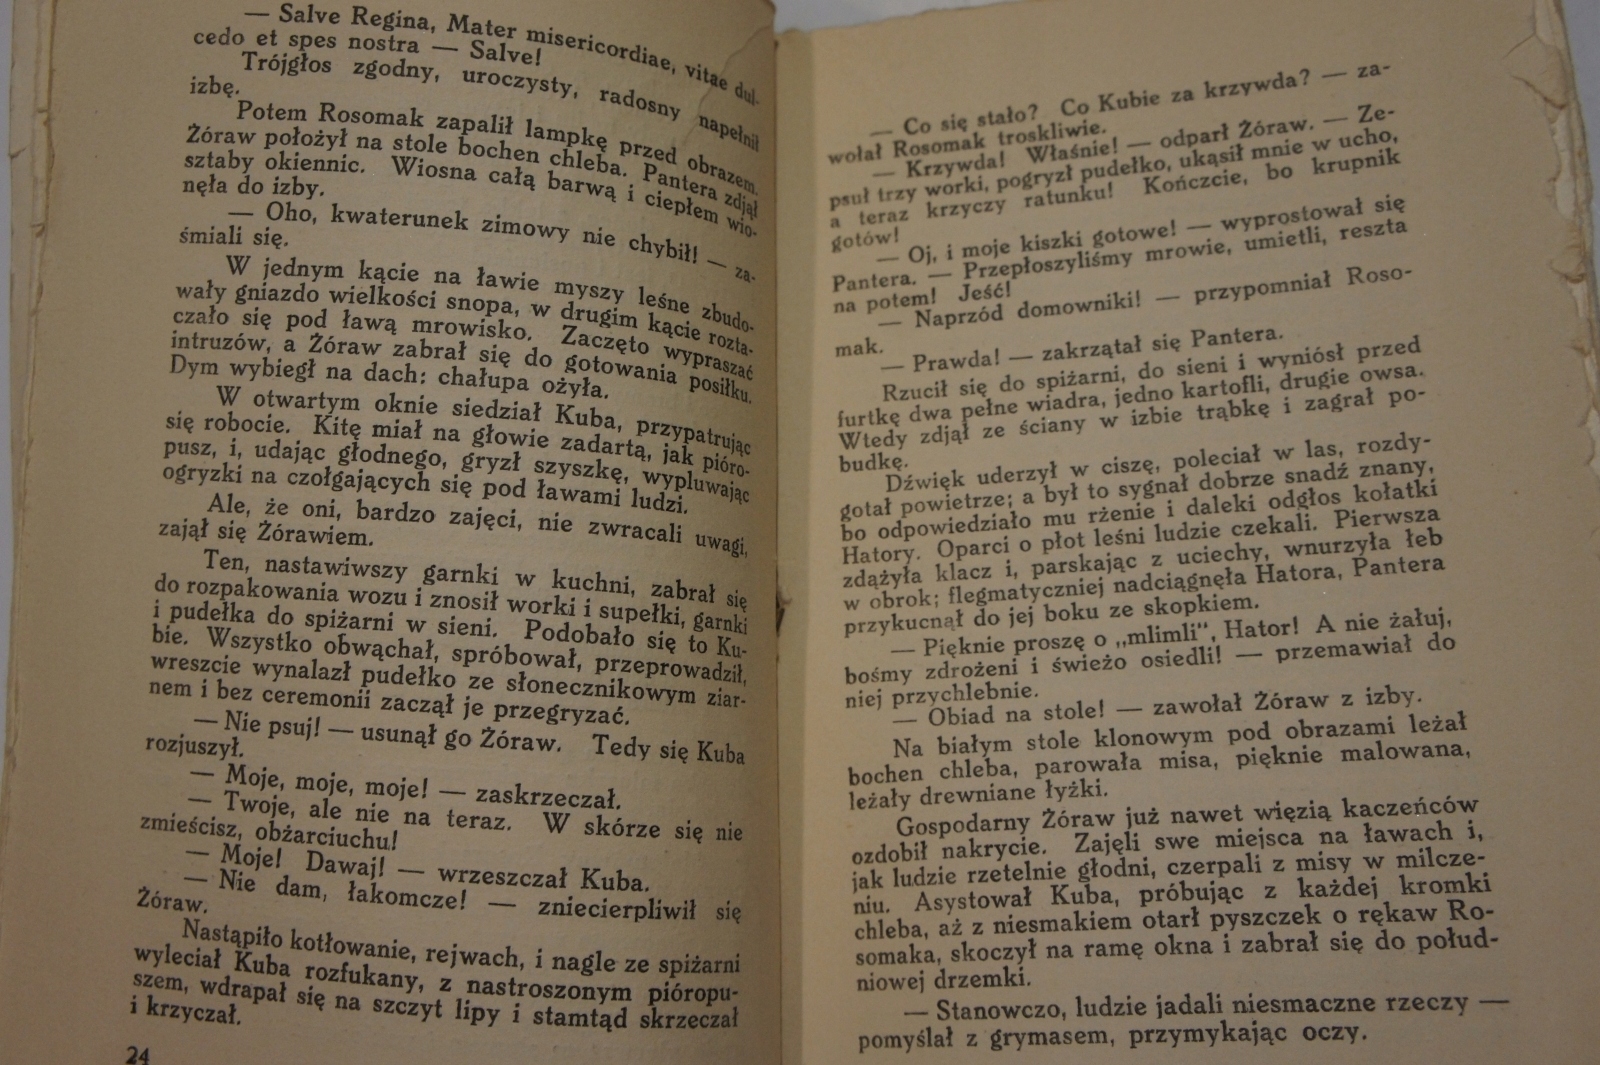 — Salve Regina, Mater misericordiae, vitae dul-
cedo et spes nostra — Salve!
Trójgłos zgodny, uroczysty, radosny napełnił
izbę.
Potem Rosomak zapalił lampkę przed obrazem,
Żóraw położył na stole bochen chleba. Pantera zdjął
sztaby okiennic. Wiosna całą barwą i ciepłem wio-
nęła do izby.
— Oho, kwaterunek zimowy nie chybił! — za-
śmiali się.
W jednym kącie na ławie myszy leśne zbudo-
wały gniazdo wielkości snopa, w drugim kącie rozta-
czało się pod ławą mrowisko. Zaczęto wypraszać
intruzów, a Żóraw zabrał się do gotowania posiłku.
Dym wybiegł na dach: chałupa ożyła.
W otwartym oknie siedział Kuba, przypatrując
się robocie. Kitę miał na głowie zadartą, jak pióro-
pusz, i, udając głodnego, gryzł szyszkę, wypluwając
ogryzki na czołgających się pod ławami ludzi.
Ale, że oni, bardzo zajęci, nie zwracali uwagi,
zajął się Żórawiem.
Ten, nastawiwszy garnki w kuchni, zabrał się
do rozpakowania wozu i znosił worki i supełki, garnki
i pudełka do spiżarni w sieni. Podobało się to Ku-
bie. Wszystko obwąchał, spróbował, przeprowadził,
wreszcie wynalazł pudełko ze słonecznikowym ziar-
nem i bez ceremonii zaczął je przegryzać.
— Nie psuj! — usunął go Żóraw. Tedy się Kuba
rozjuszył.
— Moje, moje, moje! — zaskrzeczał.
— Twoje, ale nie na teraz. W skórze się nie
zmieścisz, obżarciuchu!
— Moje! Dawaj! — wrzeszczał Kuba.
— Nie dam, łakomcze! — zniecierpliwił się
Żóraw.
Nastąpiło kotłowanie, rejwach, i nagle ze spiżarni
wyleciał Kuba rozfukany, z nastroszonym pióropu-
szem, wdrapał się na szczyt lipy i stamtąd skrzeczał
i krzyczał.
24
— Co się stało? Co Kubie za krzywda? — za-
wołał Rosomak troskliwie.
— Krzywda! Właśnie! — odparł Żóraw. — Ze-
psuł trzy worki, pogryzł pudełko, ukąsił mnie w ucho,
a teraz krzyczy ratunku! Kończcie, bo krupnik
gotów!
— Oj, i moje kiszki gotowe! — wyprostował się
Pantera. — Przepłoszyliśmy mrowie, umietli, reszta
na potem! Jeść!
— Naprzód domowniki! — przypomniał Roso-
mak.
— Prawda! — zakrzątał się Pantera.
Rzucił się do spiżarni, do sieni i wyniósł przed
furtkę dwa pełne wiadra, jedno kartofli, drugie owsa.
Wtedy zdjął ze ściany w izbie trąbkę i zagrał po-
budkę.
Dźwięk uderzył w ciszę, poleciał w las, rozdy-
gotał powietrze; a był to sygnał dobrze snadź znany,
bo odpowiedziało mu rżenie i daleki odgłos kołatki
Hatory. Oparci o płot leśni ludzie czekali. Pierwsza
zdążyła klacz i, parskając z uciechy, wnurzyła łeb
w obrok; flegmatyczniej nadciągnęła Hatora, Pantera
przykucnął do jej boku ze skopkiem.
— Pięknie proszę o „mlimli“, Hator! A nie żałuj,
bośmy zdrożeni i świeżo osiedli! — przemawiał do
niej przychlebnie.
— Obiad na stole! — zawołał Żóraw z izby.
Na białym stole klonowym pod obrazami leżał
bochen chleba, parowała misa, pięknie malowana,
leżały drewniane łyżki.
Gospodarny Żóraw już nawet więzią kaczeńców
ozdobił nakrycie. Zajęli swe miejsca na ławach i,
jak ludzie rzetelnie głodni, czerpali z misy w milcze-
niu. Asystował Kuba, próbując z każdej kromki
chleba, aż z niesmakiem otarł pyszczek o rękaw Ro-
somaka, skoczył na ramę okna i zabrał się do połud-
niowej drzemki.
— Stanowczo, ludzie jadali niesmaczne rzeczy —
pomyślał z grymasem, przymykając oczy.